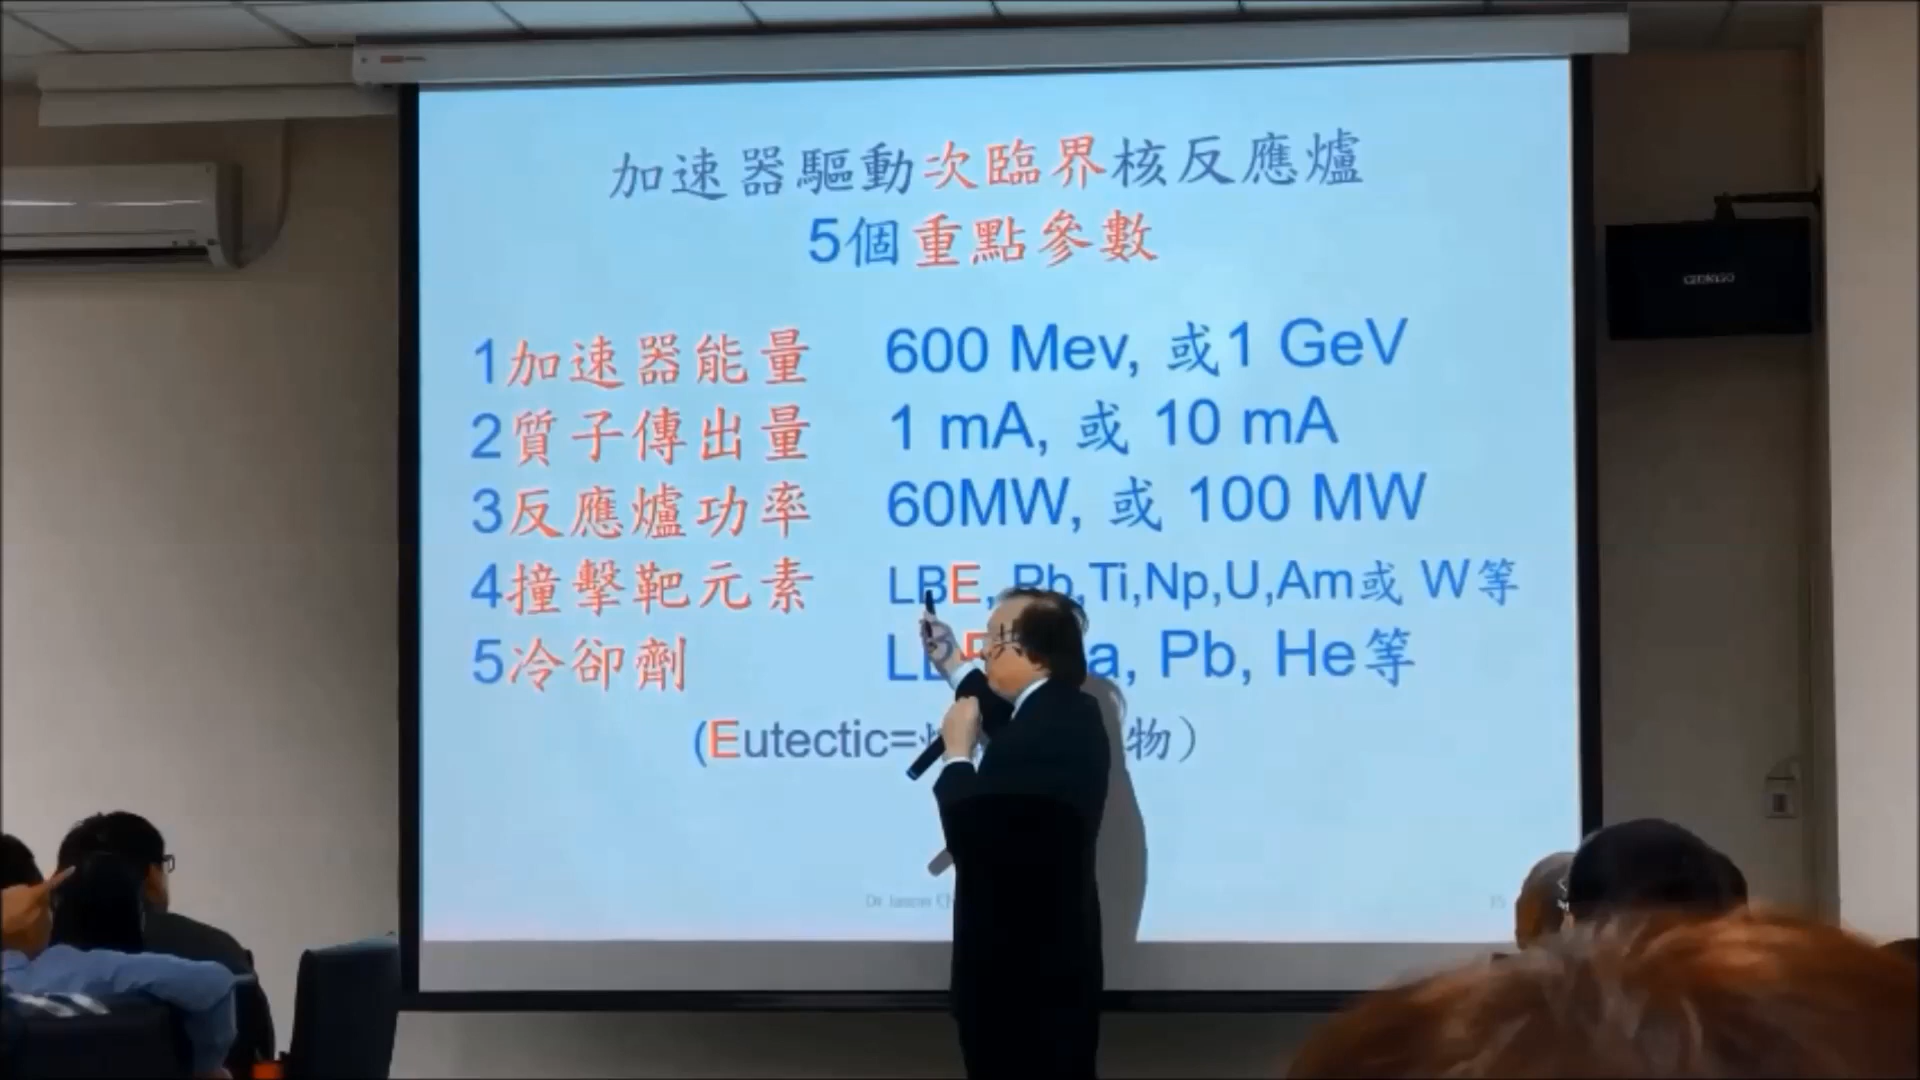 加速器驅動次臨界核反應爐
5個重點參數
1加速器能量 600 Mev, 或1 GeV
2質子傳出量 1 mA, 或 10 mA
3反應爐功率 60MW, 或 100 MW
4撞擊靶元素 LBE, Pb,Ti,Np,U,Am或 W等
5冷卻劑 a, Pb, He等
(Eutectic= 物)
15